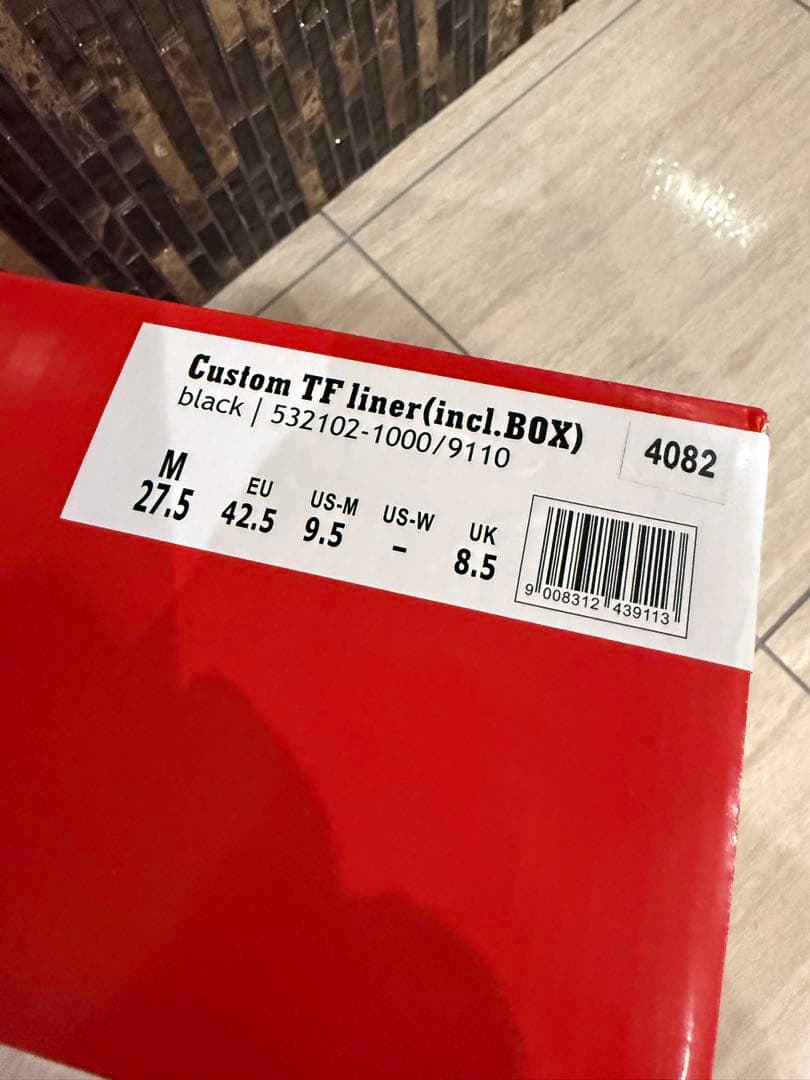 Custom TF liner(incl.BOX)
black | 532102-1000/9110
4082
M EU US-M US-W UK
27.5 42.5 9.5 – 8.5
9 008312 439113